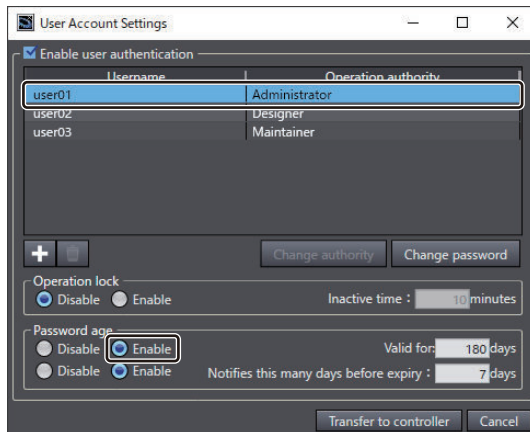 User Account Settings
Enable user authentication
Username Operation authority
user01 Administrator
user02 Designer
user03 Maintainer
Change authority Change password
Operation lock
Disable Enable Inactive time : 10 minutes
Password age
Disable Enable Valid for: 180 days
Disable Enable Notifies this many days before expiry : 7 days
Transfer to controller Cancel